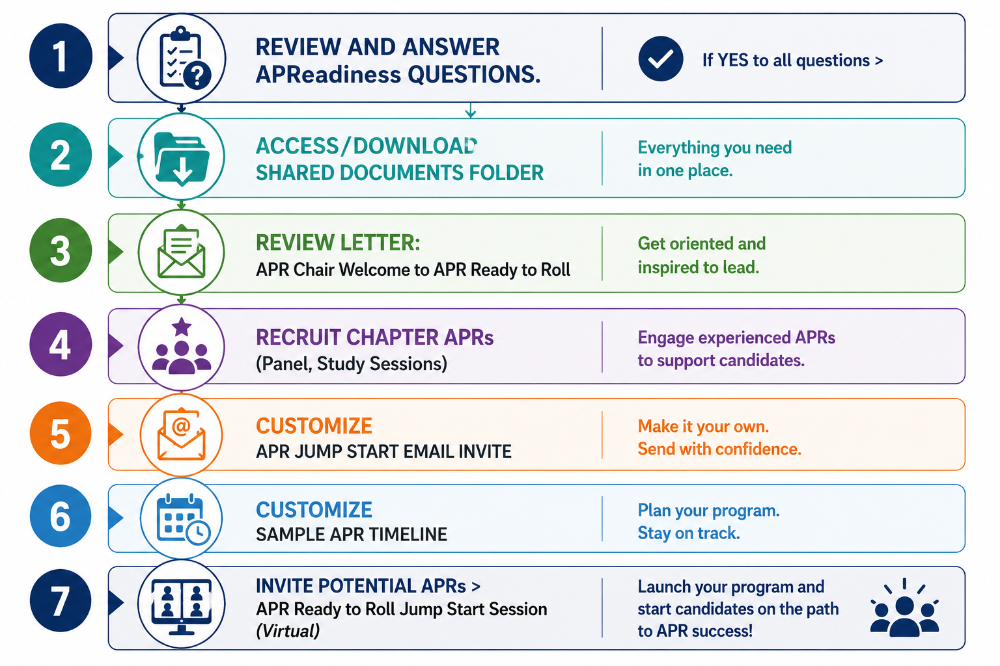 1
REVIEW AND ANSWER
APReadiness QUESTIONS.
If YES to all questions >
?
2
ACCESS/DOWNLOAD
SHARED DOCUMENTS FOLDER
Everything you need
in one place.
3
REVIEW LETTER:
APR Chair Welcome to APR Ready to Roll
Get oriented and
inspired to lead.
4
RECRUIT CHAPTER APRs
(Panel, Study Sessions)
Engage experienced APRs
to support candidates.
5
@
CUSTOMIZE
APR JUMP START EMAIL INVITE
Make it your own.
Send with confidence.
6
CUSTOMIZE
SAMPLE APR TIMELINE
Plan your program.
Stay on track.
7
INVITE POTENTIAL APRs >
APR Ready to Roll Jump Start Session
(Virtual)
Launch your program and
start candidates on the path
to APR success!